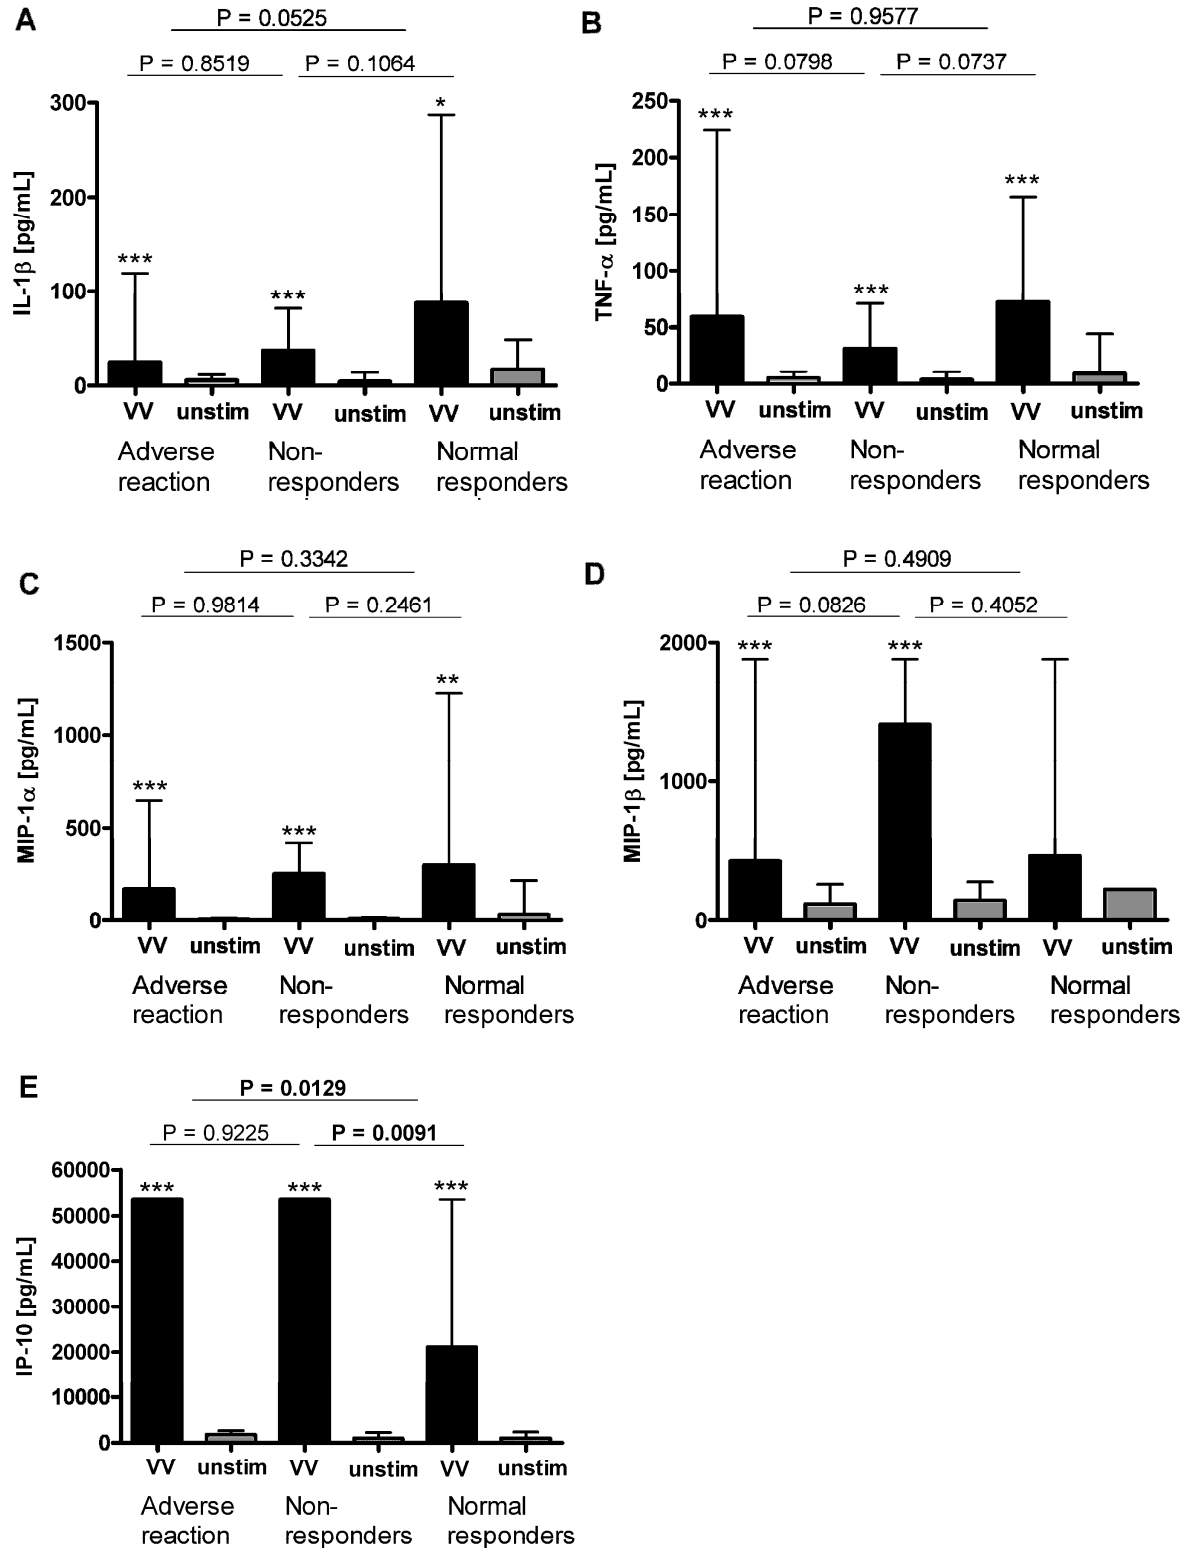 A
P = 0.0525
P = 0.8519 P = 0.1064
IL-1β [pg/mL]
300
200
100
0
*** *** *
VV unstim VV unstim VV unstim
Adverse Non- Normal
reaction responders responders
B
P = 0.9577
P = 0.0798 P = 0.0737
TNF-α [pg/mL]
250
200
150
100
50
0
*** *** ***
VV unstim VV unstim VV unstim
Adverse Non- Normal
reaction responders responders
C
P = 0.3342
P = 0.9814 P = 0.2461
MIP-1α [pg/mL]
1500
1000
500
0
*** *** **
VV unstim VV unstim VV unstim
Adverse Non- Normal
reaction responders responders
D
P = 0.4909
P = 0.0826 P = 0.4052
MIP-1β [pg/mL]
2000
1000
0
*** ***
VV unstim VV unstim VV unstim
Adverse Non- Normal
reaction responders responders
E
P = 0.0129
P = 0.9225 P = 0.0091
IP-10 [pg/mL]
60000
50000
40000
30000
20000
10000
0
*** *** ***
VV unstim VV unstim VV unstim
Adverse Non- Normal
reaction responders responders